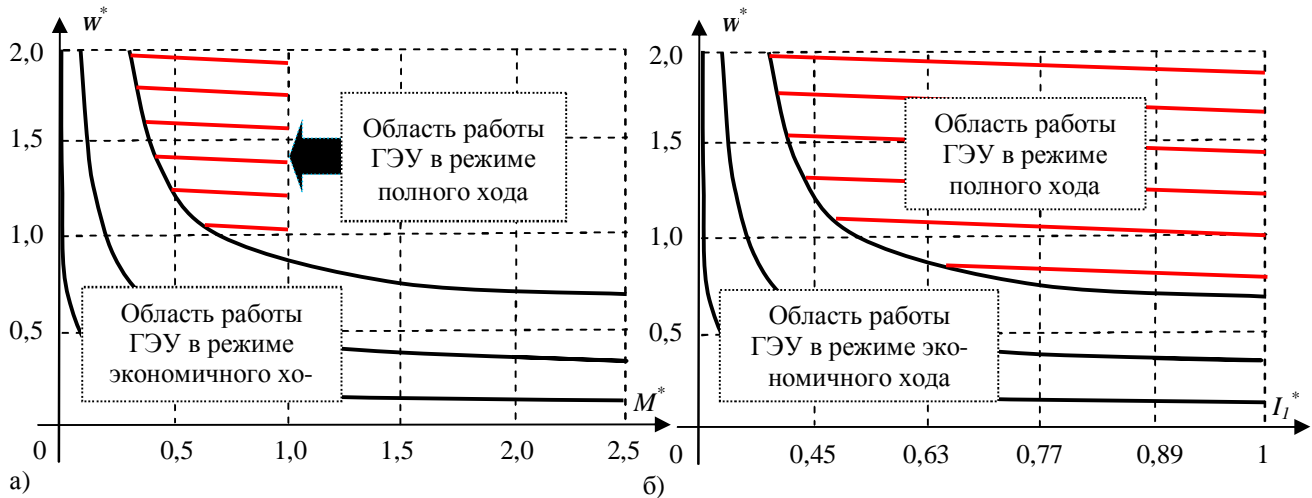 w*
2,0
1,5
1,0
0,5
0
0,5
1,0
1,5
2,0
2,5
M*
Область работы
ГЭУ в режиме
полного хода
Область работы
ГЭУ в режиме
экономичного хо-
а)
w*
2,0
1,5
1,0
0,5
0
0,45
0,63
0,77
0,89
1
I₁*
Область работы
ГЭУ в режиме
полного хода
Область работы
ГЭУ в режиме эко-
номичного хода
б)